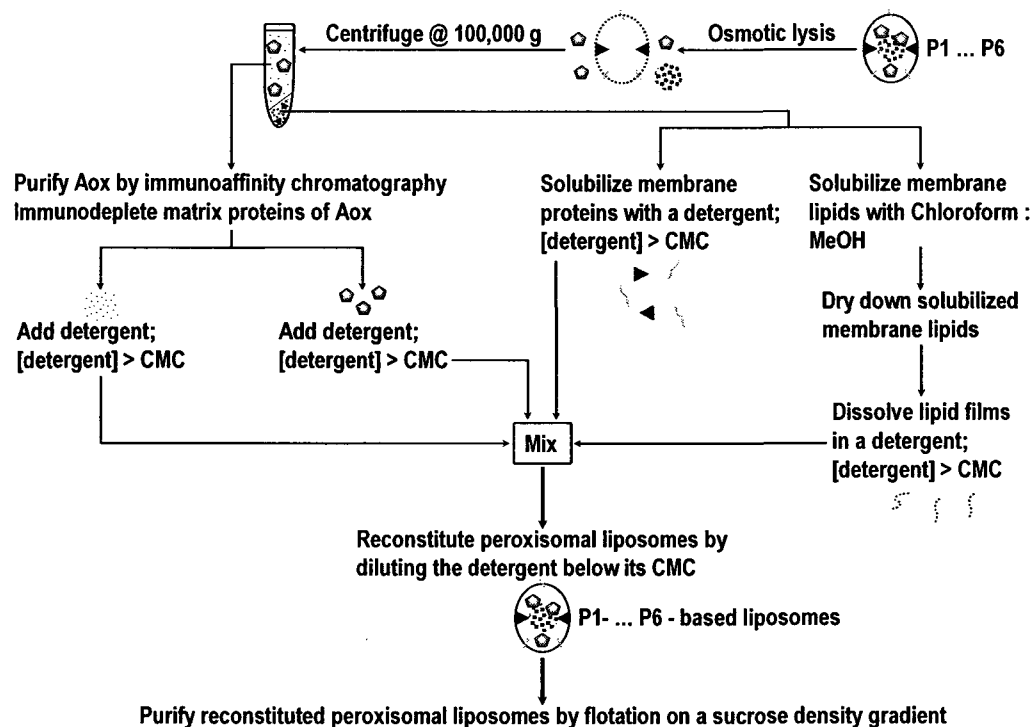 Centrifuge @ 100,000 g
Osmotic lysis
P1 ... P6
Purify Aox by immunoaffinity chromatography
Immunodeplete matrix proteins of Aox
Solubilize membrane
proteins with a detergent;
[detergent] > CMC
Solubilize membrane
lipids with Chloroform :
MeOH
Dry down solubilized
membrane lipids
Add detergent;
[detergent] > CMC
Add detergent;
[detergent] > CMC
Dissolve lipid films
in a detergent;
[detergent] > CMC
Mix
Reconstitute peroxisomal liposomes by
diluting the detergent below its CMC
P1- ... P6 - based liposomes
Purify reconstituted peroxisomal liposomes by flotation on a sucrose density gradient